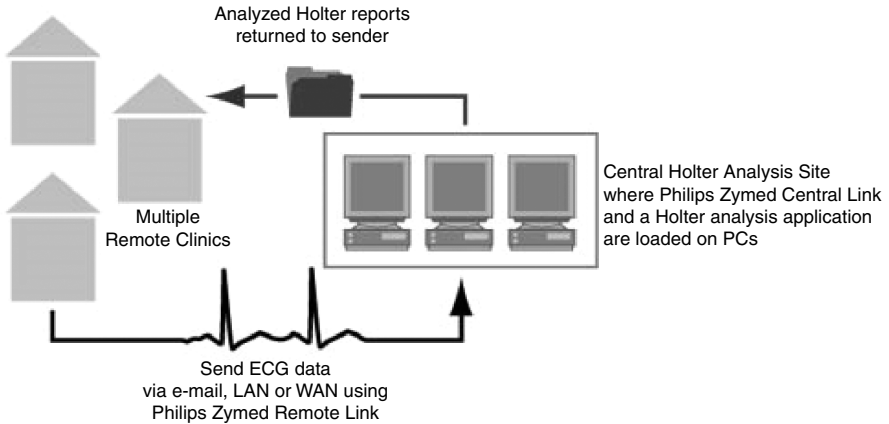 Analyzed Holter reports
returned to sender
Multiple
Remote Clinics
Central Holter Analysis Site
where Philips Zymed Central Link
and a Holter analysis application
are loaded on PCs
Send ECG data
via e-mail, LAN or WAN using
Philips Zymed Remote Link